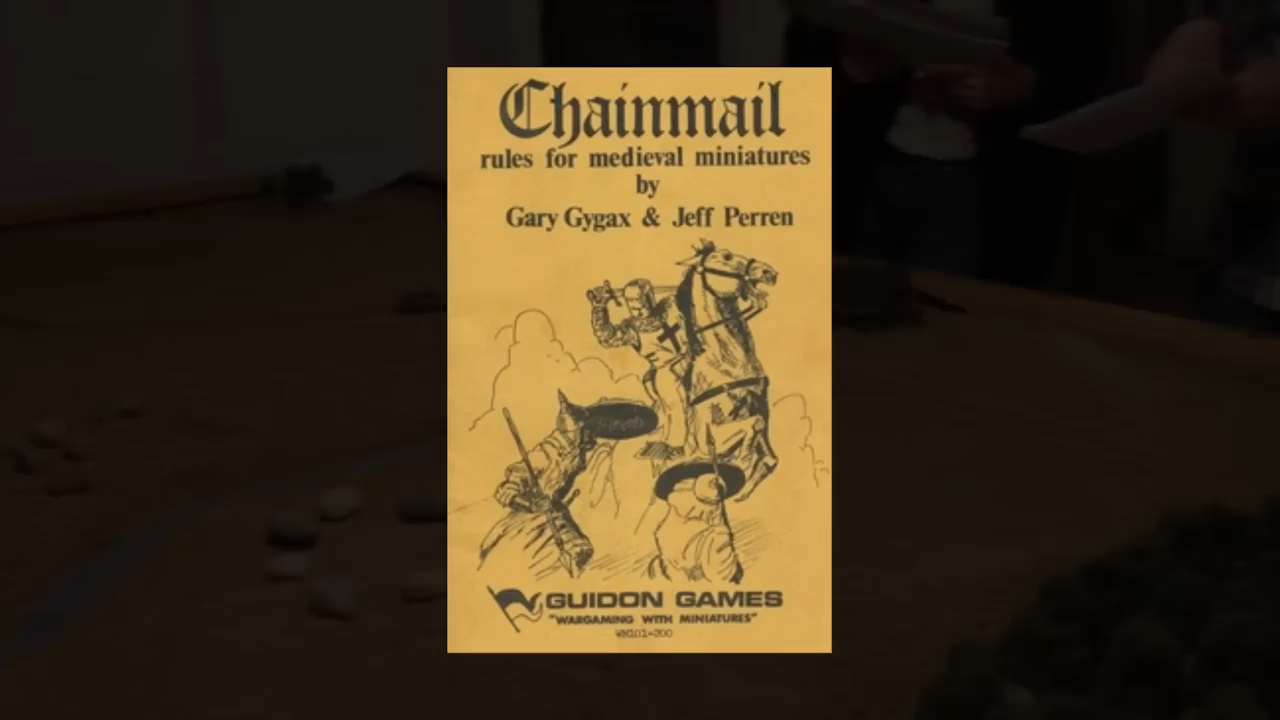 Chainmail
rules for medieval miniatures
by
Gary Gygax & Jeff Perren
GUIDON GAMES
"WARGAMING WITH MINIATURES"